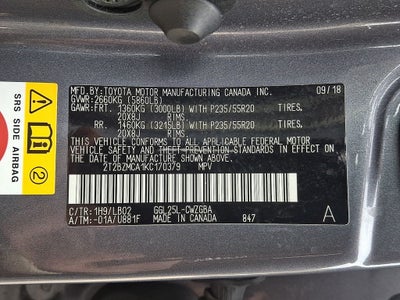 SRS SIDE AIRBAG
BY:TOYOTA MOTOR MANUFACTURING CANADA INC. 09/18
GVWR:2660KG (5860LB)
GAWR:FRT. 1360KG (3000LB) WITH P235/55R20 TIRES,
20X8J RIMS,
RR. 1460KG (3215LB) WITH P235/55R20 TIRES,
20X8J RIMS,
THIS VEHICLE CONFORMS TO ALL APPLICABLE FEDERAL MOTOR
VEHICLE SAFETY AND THEFT-PREVENTION STANDARDS IN EFFECT
ON THE DATE OF MANUFACTURE SHOWN ABOVE.
2T2BZMCA1KC170379 MPV
C/TR: 1H9/LB02 GGL25L-CWZGBA
A/TM: -01A/U881F MADE IN CANADA 847 A